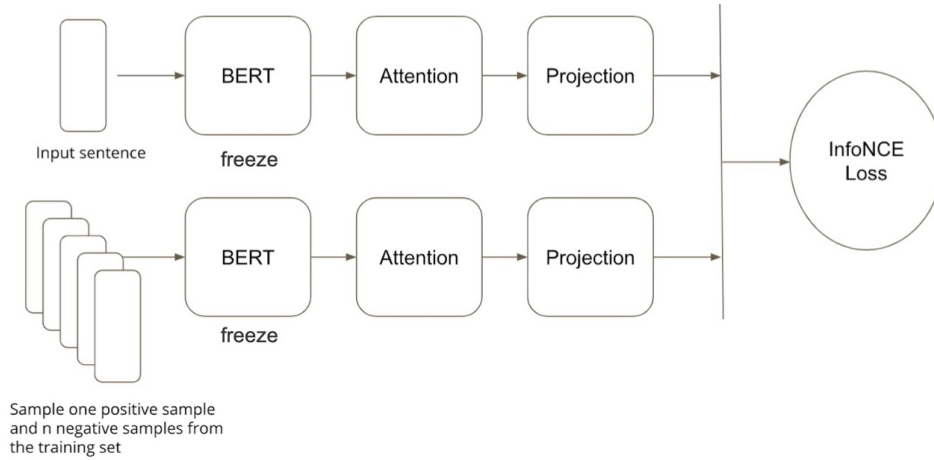 BERT
Attention
Projection
Input sentence
freeze
InfoNCE
Loss
BERT
Attention
Projection
freeze
Sample one positive sample
and n negative samples from
the training set